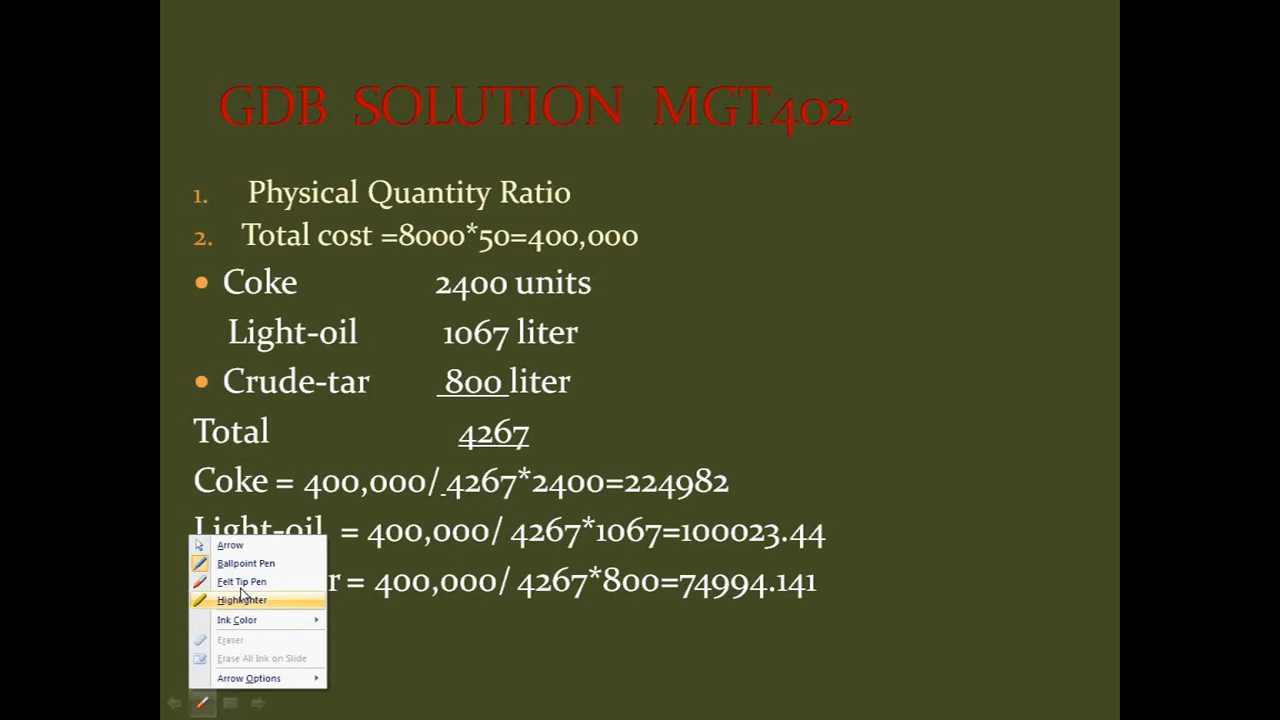 GDB SOLUTION MGT402
1. Physical Quantity Ratio
2. Total cost =8000*50=400,000
• Coke 2400 units
Light-oil 1067 liter
• Crude-tar 800 liter
Total 4267
Coke = 400,000/ 4267*2400=224982
Light-oil = 400,000/ 4267*1067=100023.44
r = 400,000/ 4267*800=74994.141
Arrow
Ballpoint Pen
Felt Tip Pen
Highlighter
Ink Color
Eraser
Erase All Ink on Slide
Arrow Options